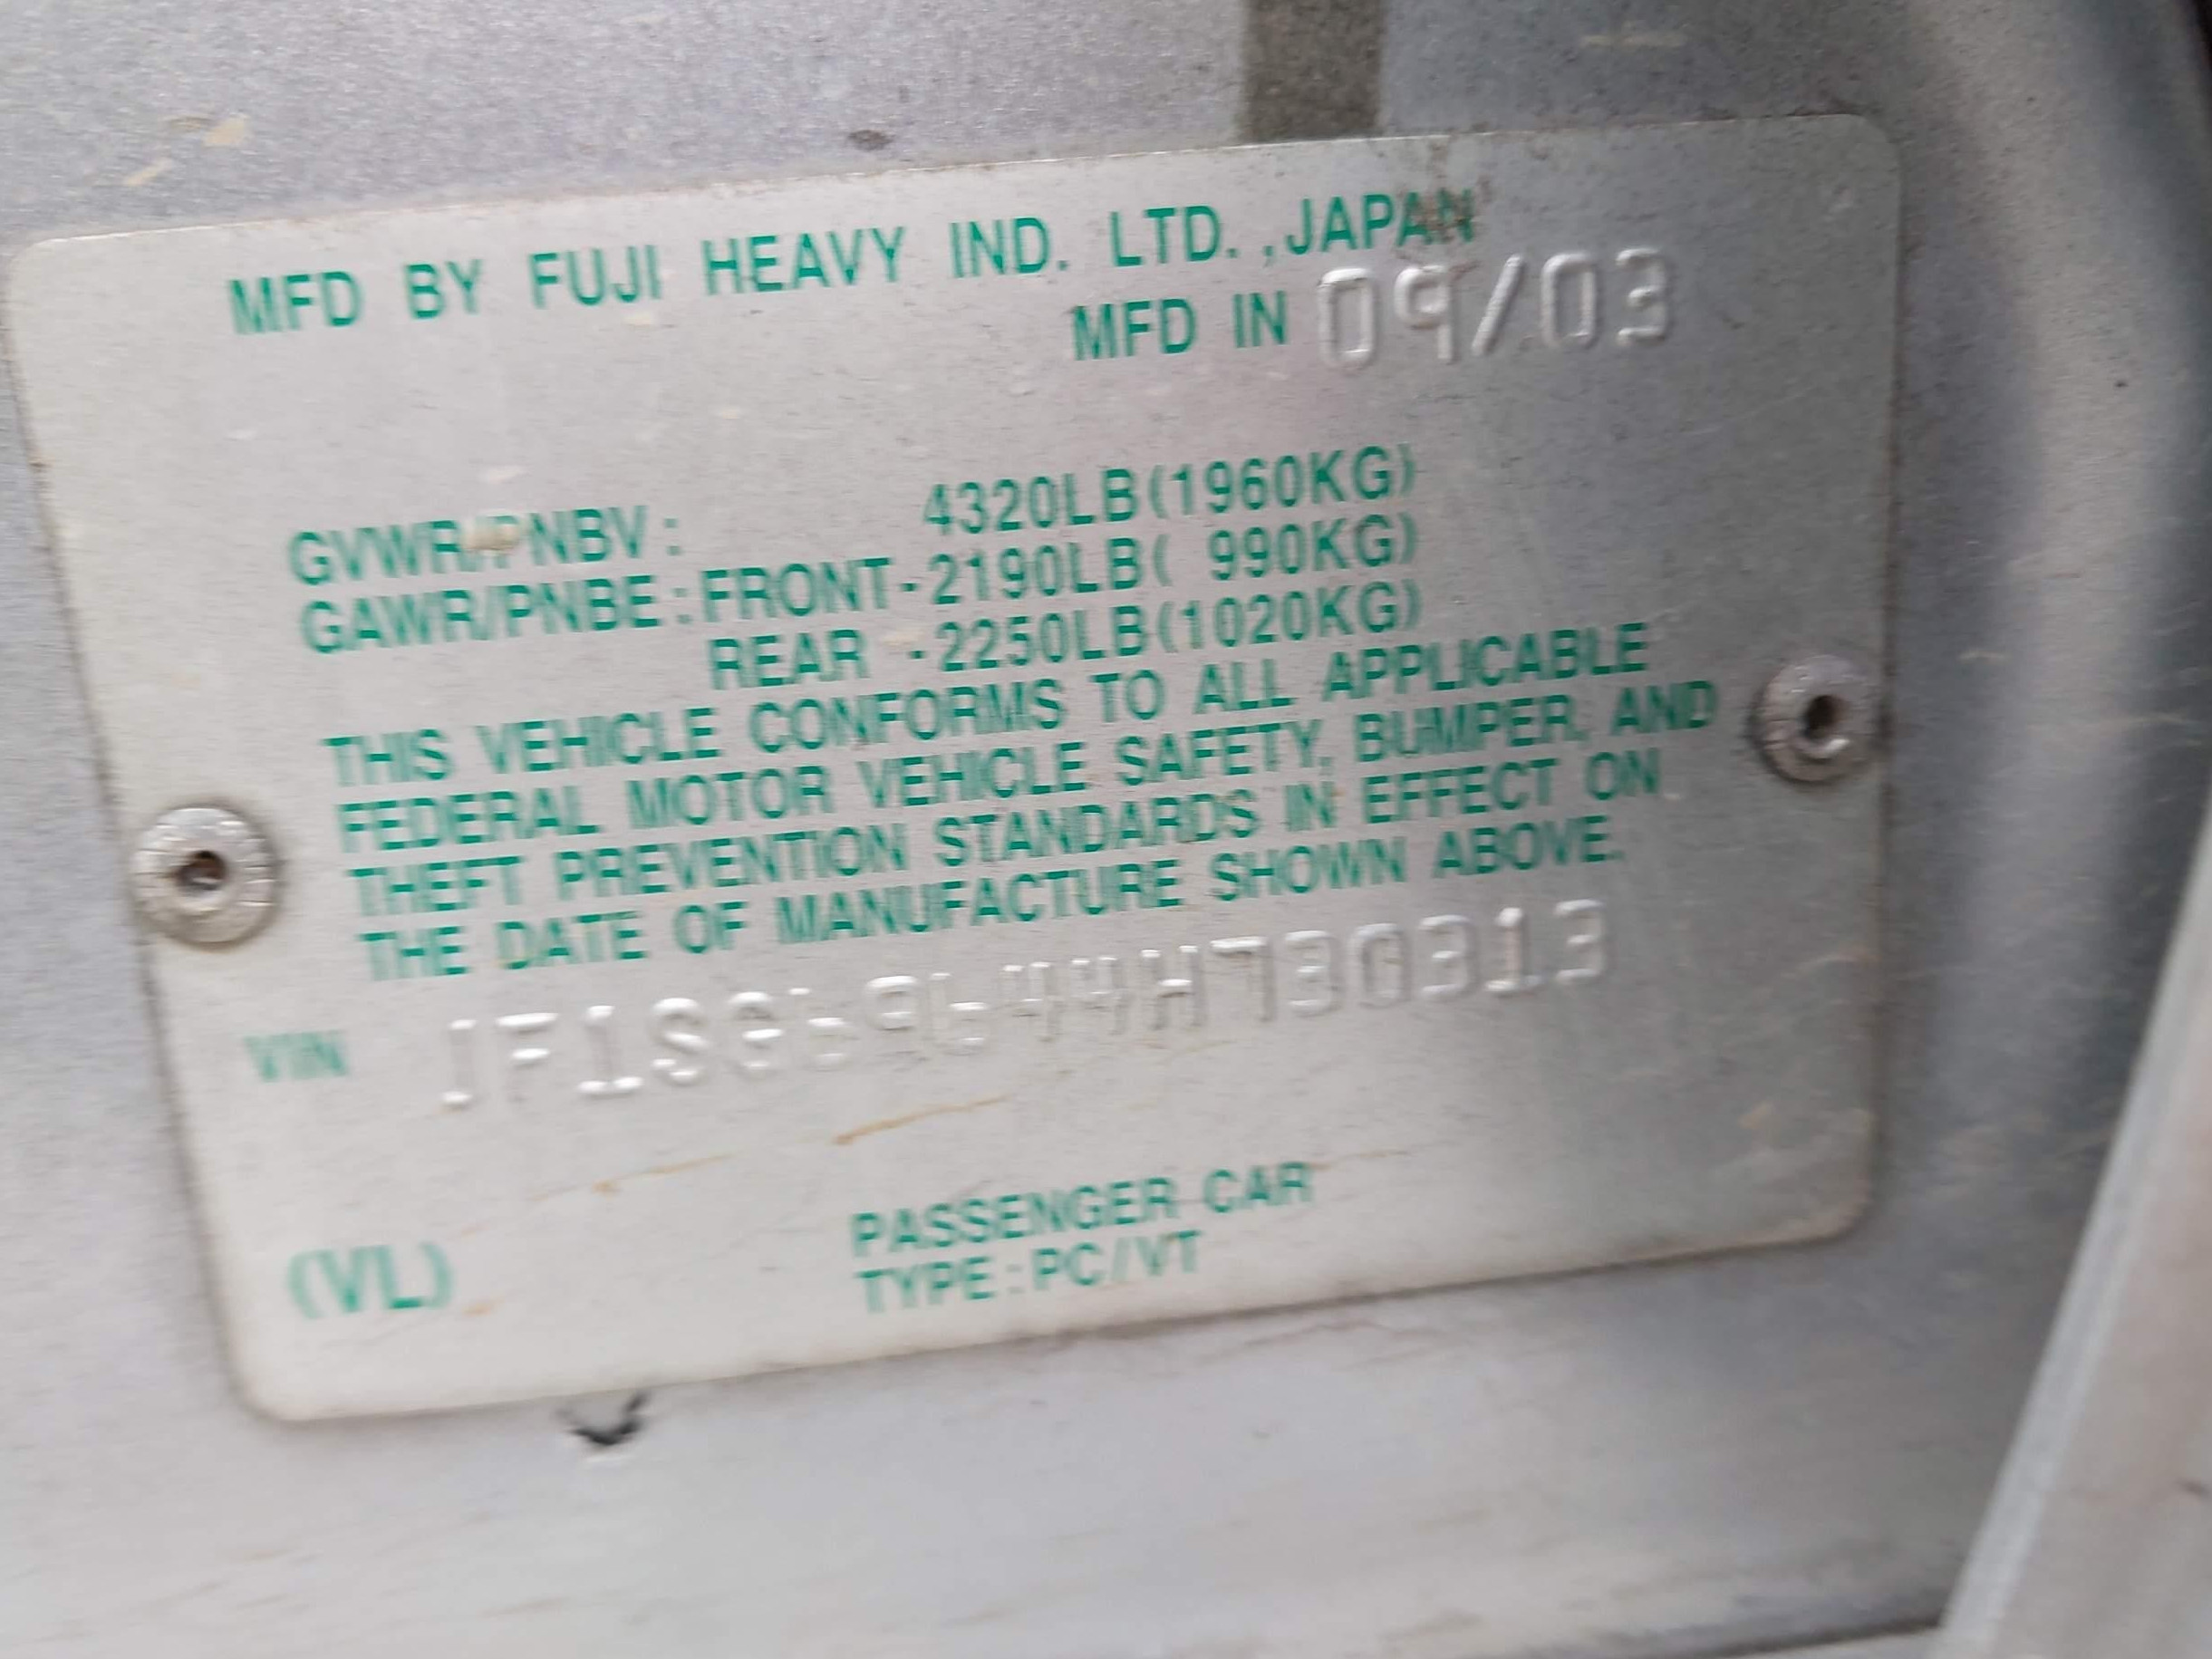 MFD BY FUJI HEAVY IND. LTD. ,JAPAN
MFD IN 09/03
GVWR/PNBV: 4320LB(1960KG)
GAWR/PNBE:FRONT-2190LB( 990KG)
REAR -2250LB(1020KG)
THIS VEHICLE CONFORMS TO ALL APPLICABLE
FEDERAL MOTOR VEHICLE SAFETY, BUMPER, AND
THEFT PREVENTION STANDARDS IN EFFECT ON
THE DATE OF MANUFACTURE SHOWN ABOVE.
VIN JF1SG69644H730313
PASSENGER CAR
(VL) TYPE:PC/VT